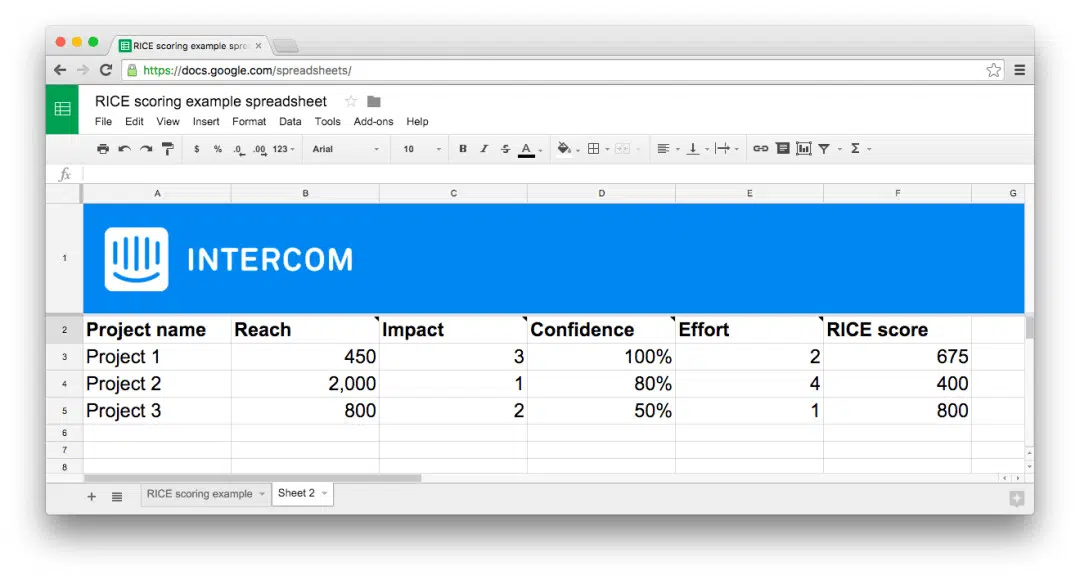 RICE scoring example spre
https://docs.google.com/spreadsheets/
RICE scoring example spreadsheet
File Edit View Insert Format Data Tools Add-ons Help
$ % .0 .00 123 Arial 10 B I S A Σ
fx
A B C D E F G
1 INTERCOM
2 Project name Reach Impact Confidence Effort RICE score
3 Project 1 450 3 100% 2 675
4 Project 2 2,000 1 80% 4 400
5 Project 3 800 2 50% 1 800
6
7
8
RICE scoring example Sheet 2